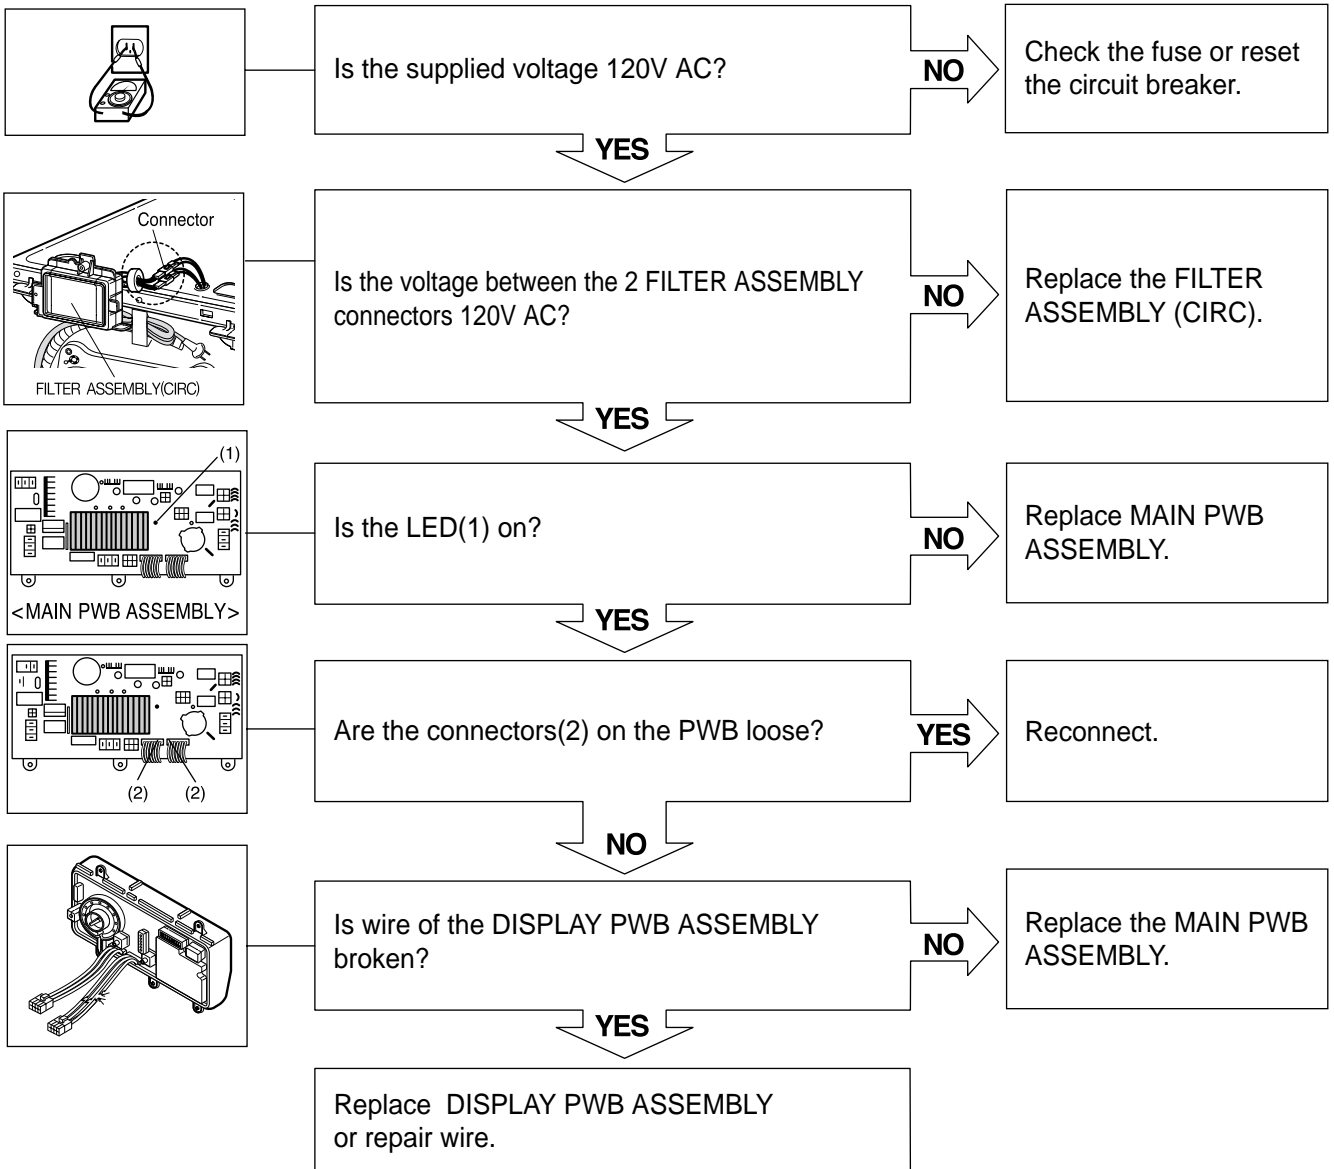 Is the supplied voltage 120V AC?
NO
Check the fuse or reset
the circuit breaker.
YES
Connector
FILTER ASSEMBLY(CIRC)
Is the voltage between the 2 FILTER ASSEMBLY
connectors 120V AC?
NO
Replace the FILTER
ASSEMBLY (CIRC).
YES
(1)
<MAIN PWB ASSEMBLY>
Is the LED(1) on?
NO
Replace MAIN PWB
ASSEMBLY.
YES
(2) (2)
Are the connectors(2) on the PWB loose?
YES
Reconnect.
NO
Is wire of the DISPLAY PWB ASSEMBLY
broken?
NO
Replace the MAIN PWB
ASSEMBLY.
YES
Replace DISPLAY PWB ASSEMBLY
or repair wire.